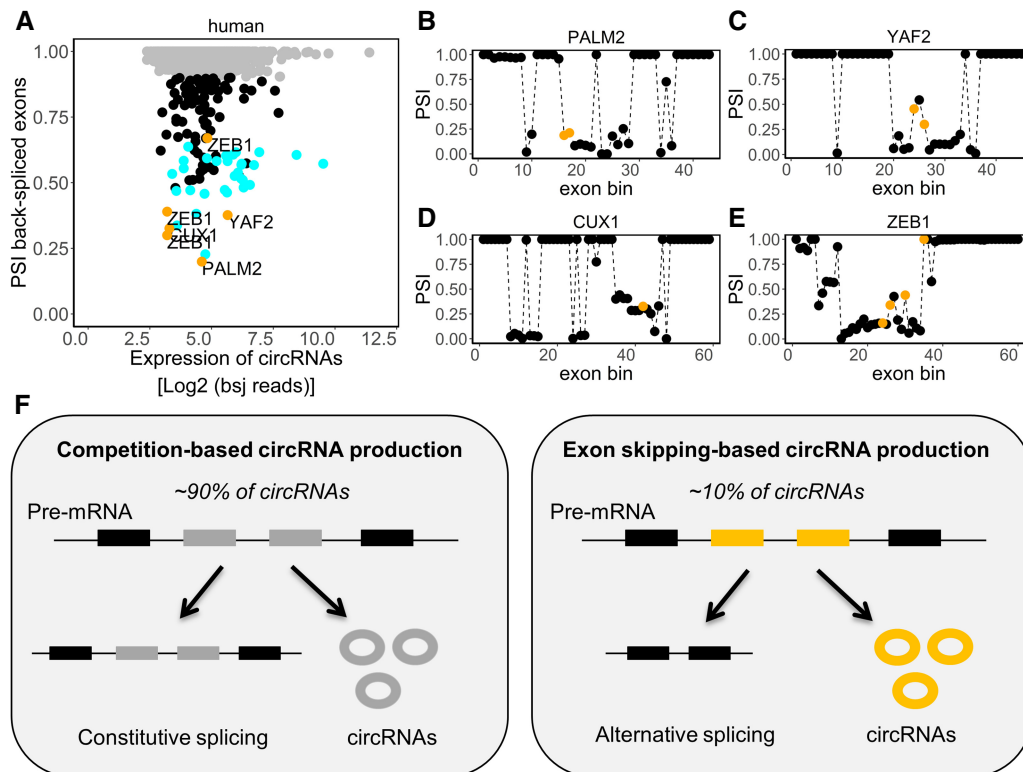 A
human
PSI back-spliced exons
1.00
0.75
0.50
0.25
0.00
ZEB1
ZEB1
CUX1
ZEB1
YAF2
PALM2
0.0
2.5
5.0
7.5
10.0
12.5
Expression of circRNAs
[Log2 (bsj reads)]
B
PALM2
PSI
1.00
0.75
0.50
0.25
0.00
0
10
20
30
40
exon bin
C
YAF2
PSI
1.00
0.75
0.50
0.25
0.00
0
10
20
30
40
exon bin
D
CUX1
PSI
1.00
0.75
0.50
0.25
0.00
0
20
40
60
exon bin
E
ZEB1
PSI
1.00
0.75
0.50
0.25
0.00
0
20
40
60
exon bin
F
Competition-based circRNA production
~90% of circRNAs
Pre-mRNA
Constitutive splicing
circRNAs
Exon skipping-based circRNA production
~10% of circRNAs
Pre-mRNA
Alternative splicing
circRNAs